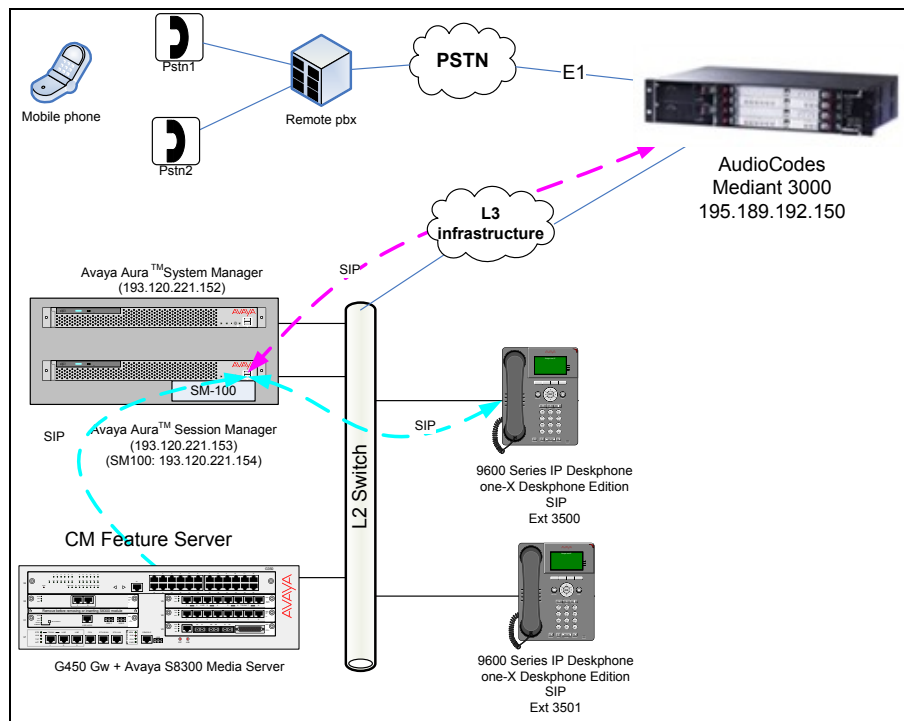 Pstn1
Mobile phone
Pstn2
Remote pbx
PSTN
E1
AudioCodes
Mediant 3000
195.189.192.150
L3
infrastructure
SIP
Avaya Aura™System Manager
(193.120.221.152)
AVAYA
AVAYA
SM-100
SIP
Avaya Aura™ Session Manager
(193.120.221.153)
(SM100: 193.120.221.154)
SIP
L2 Switch
9600 Series IP Deskphone
one-X Deskphone Edition
SIP
Ext 3500
CM Feature Server
AVAYA
G450 Gw + Avaya S8300 Media Server
9600 Series IP Deskphone
one-X Deskphone Edition
SIP
Ext 3501